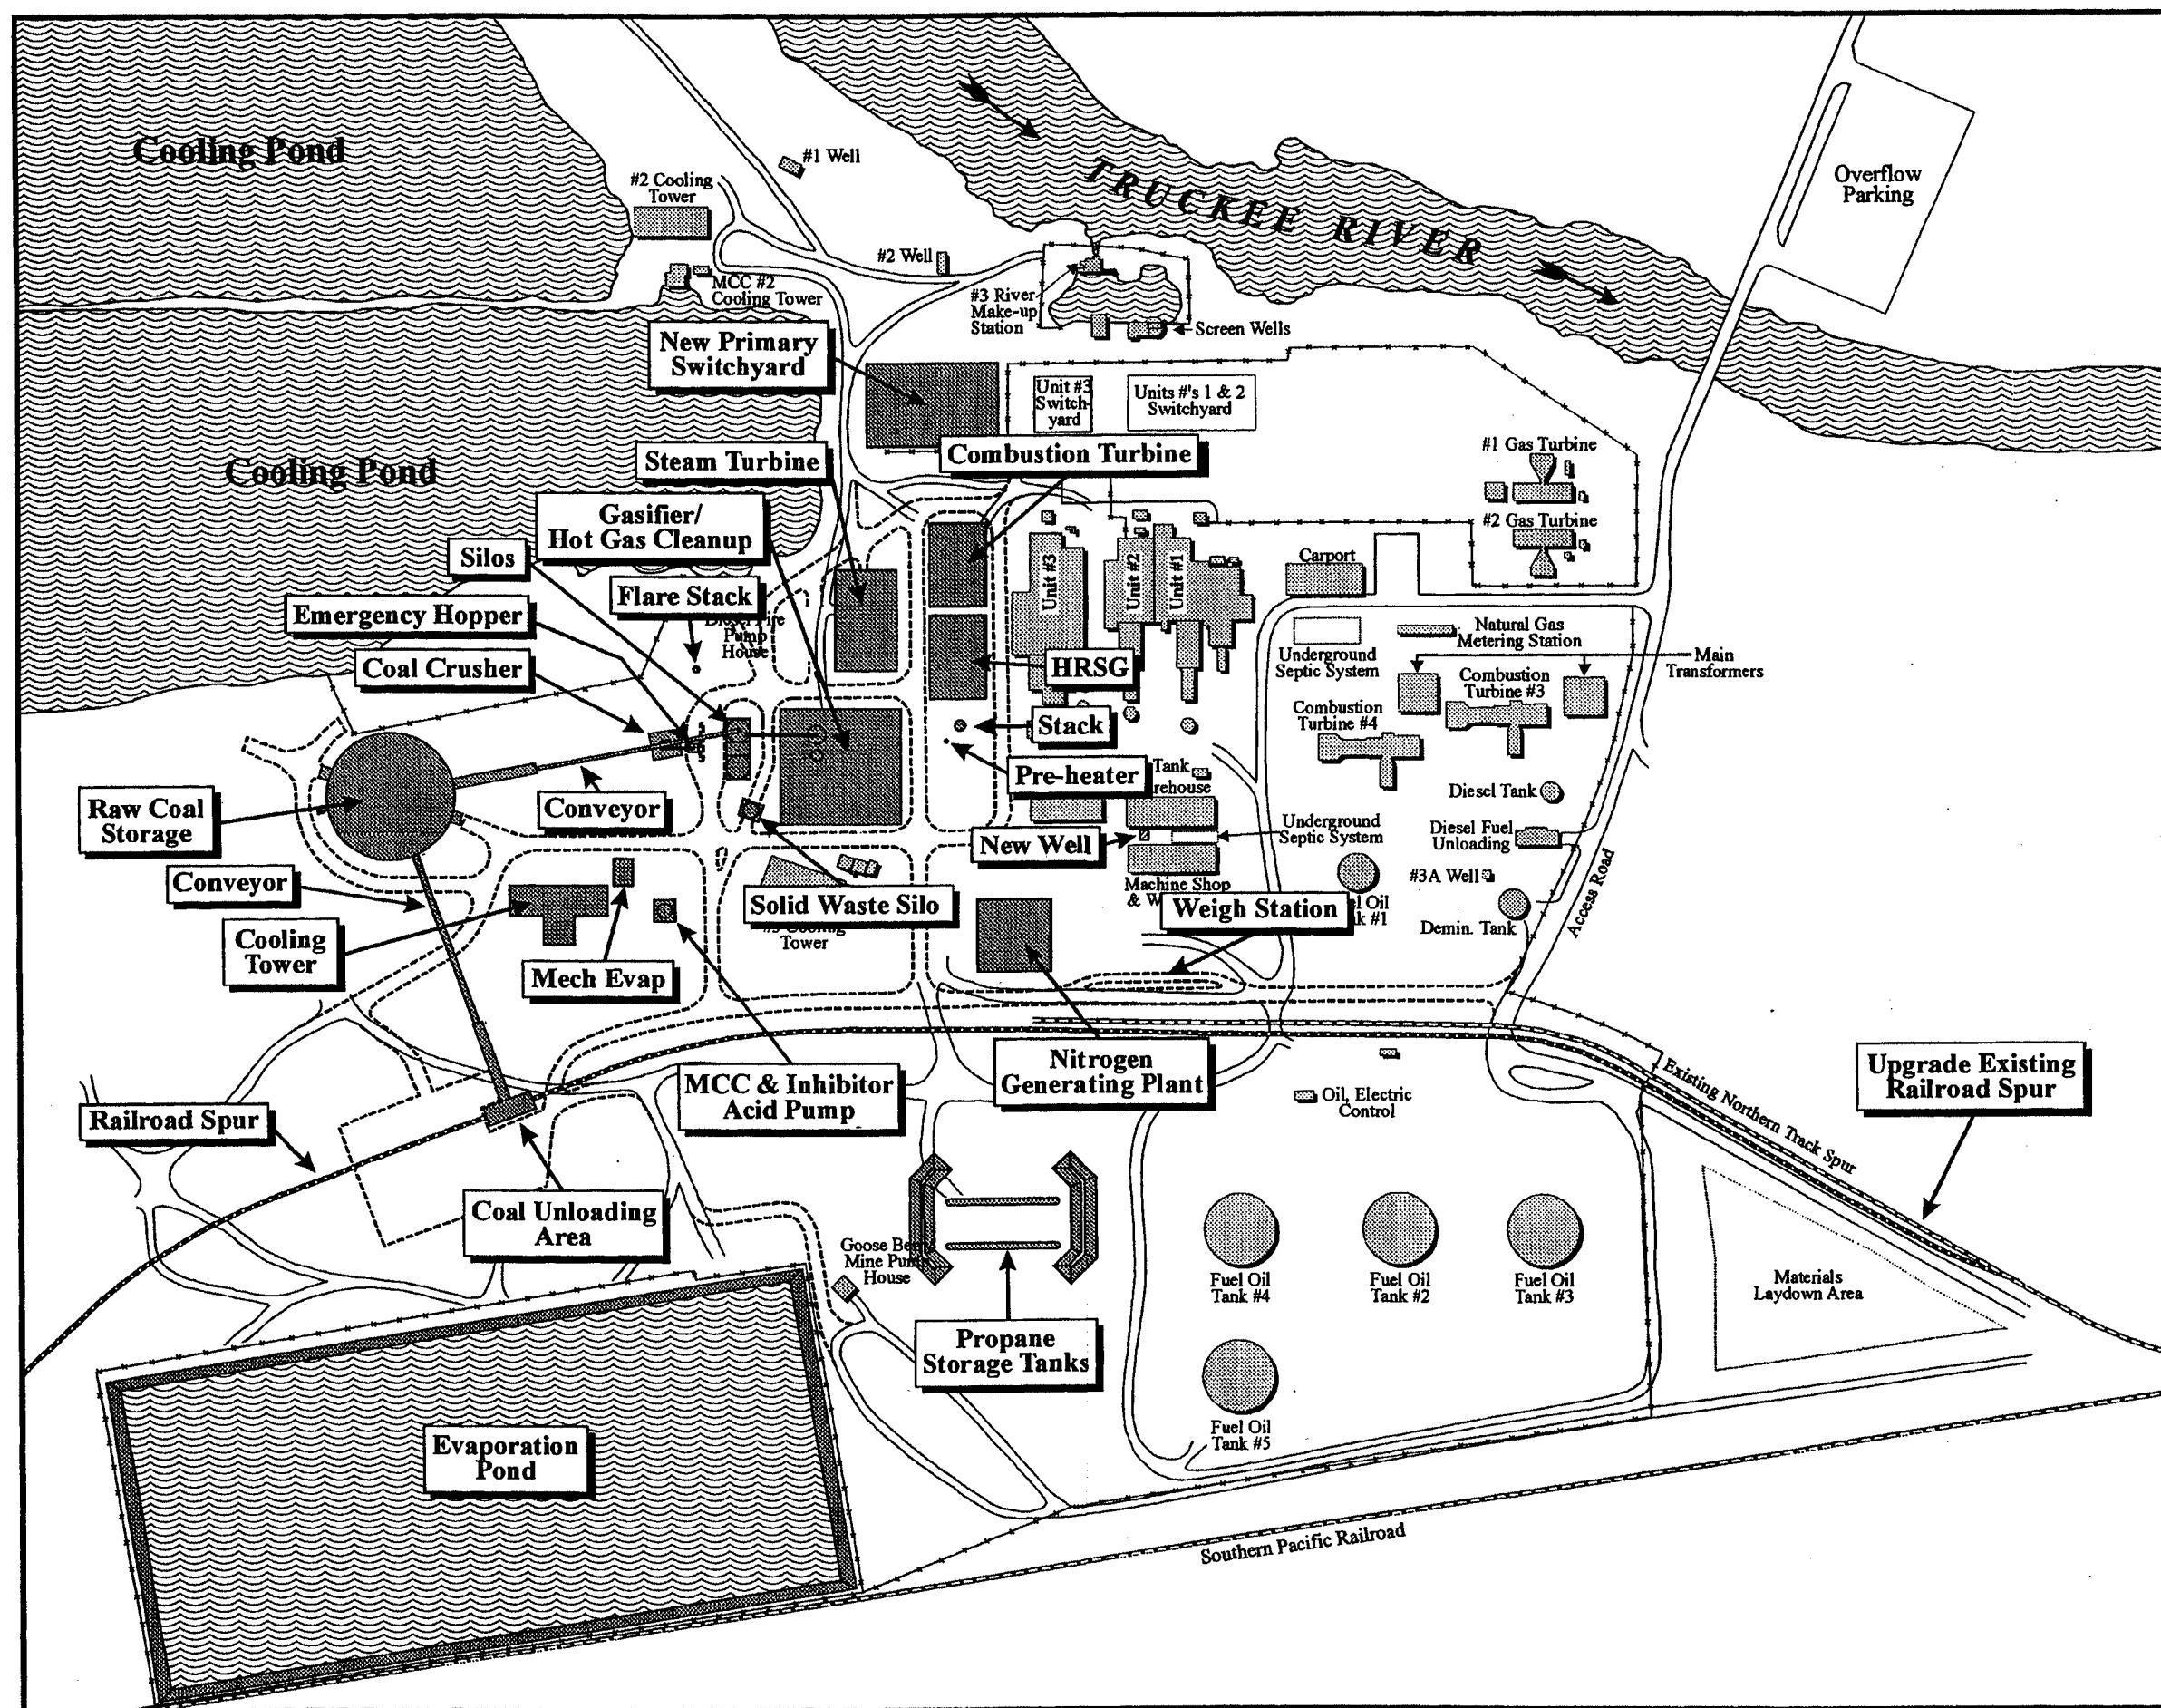 Cooling Pond
#1 Well
#2 Cooling
Tower
TRUCKEE RIVER
Overflow
Parking
#2 Well
MCC #2
Cooling Tower
#3 River
Make-up
Station
Screen Wells
New Primary
Switchyard
Unit #3
Switch-
yard
Units #'s 1 & 2
Switchyard
Cooling Pond
Steam Turbine
Combustion Turbine
#1 Gas Turbine
#2 Gas Turbine
Gasifier/
Hot Gas Cleanup
Silos
Flare Stack
Pump
House
Emergency Hopper
Coal Crusher
Unit #3
Unit #2
Unit #1
Carport
HRSG
Underground
Septic System
Natural Gas
Metering Station
Main
Transformers
Combustion
Turbine #3
Combustion
Turbine #4
Stack
Pre-heater
Tank
Diesel Tank
Raw Coal
Storage
Conveyor
New Well
Underground
Septic System
Diesel Fuel
Unloading
#3A Well
Access Road
Conveyor
Machine Shop
&
Solid Waste Silo
Weigh Station
#1
Demin. Tank
Cooling
Tower
Tower
Mech Evap
MCC & Inhibitor
Acid Pump
Nitrogen
Generating Plant
Oil, Electric
Control
Existing Northern Track Spur
Upgrade Existing
Railroad Spur
Railroad Spur
Coal Unloading
Area
Goose
Mine
House
Fuel Oil
Tank #4
Fuel Oil
Tank #2
Fuel Oil
Tank #3
Materials
Laydown Area
Propane
Storage Tanks
Fuel Oil
Tank #5
Evaporation
Pond
Southern Pacific Railroad